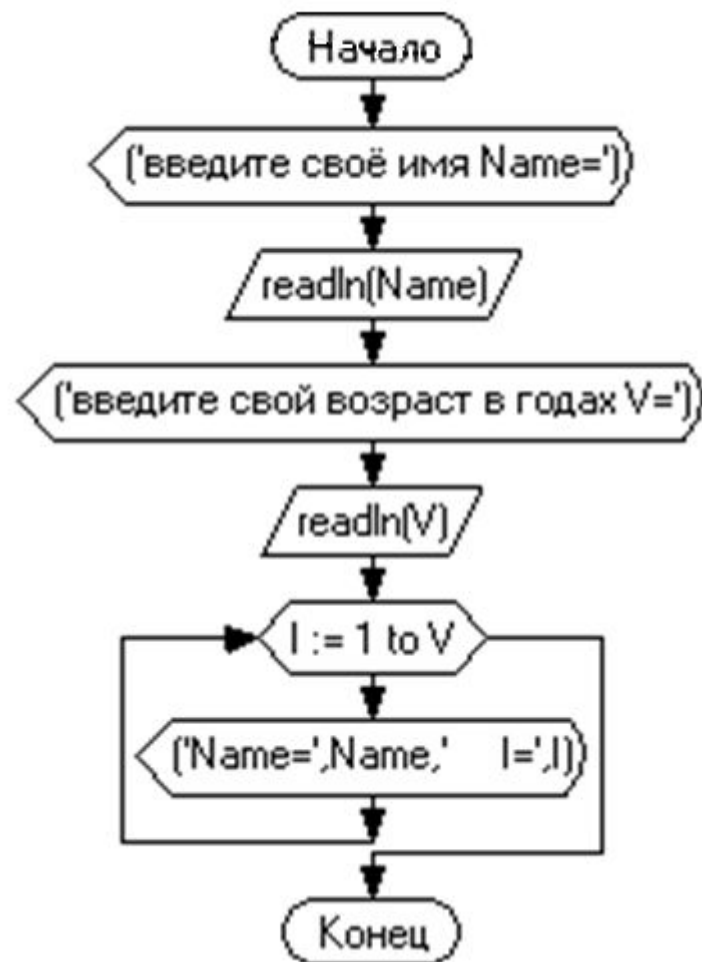 Начало
('введите своё имя Name=')
readln(Name)
('введите свой возраст в годах V=')
readln(V)
I := 1 to V
('Name=',Name,'     I=',I)
Конец